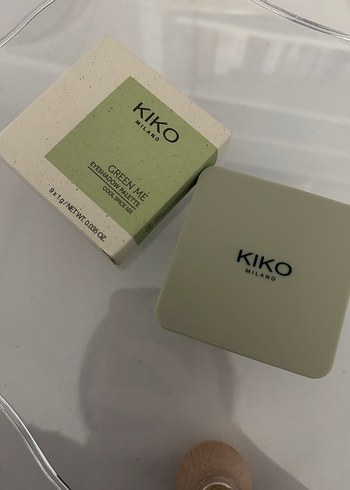 KIKO
MILANO
GREEN ME
EYESHADOW PALETTE
9 x 1 g / NET WT. 0.035 OZ.
KIKO
MILANO